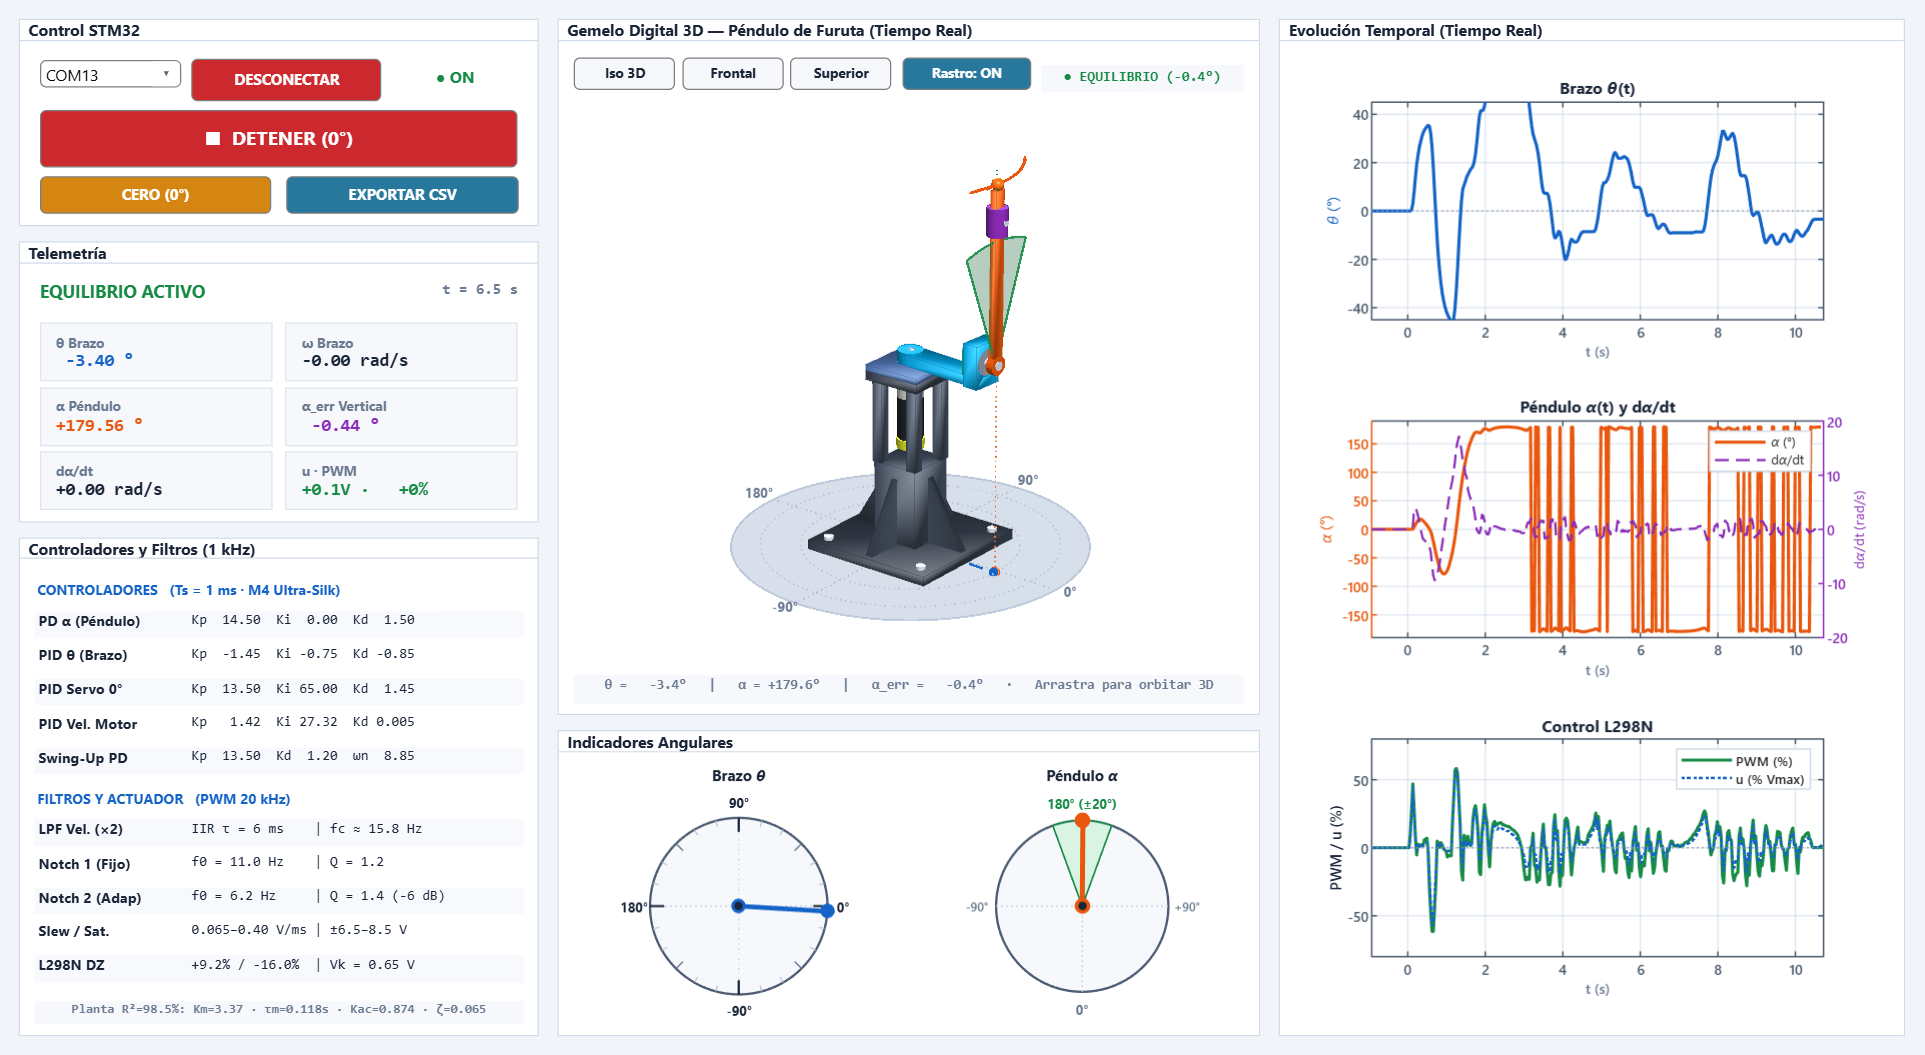 Control STM32
COM13
DESCONECTAR
● ON
DETENER (0°)
CERO (0°)
EXPORTAR CSV
Telemetría
EQUILIBRIO ACTIVO
t = 6.5 s
θ Brazo
-3.40 °
ω Brazo
-0.00 rad/s
α Péndulo
+179.56 °
α_err Vertical
-0.44 °
dα/dt
+0.00 rad/s
u · PWM
+0.1V · +0%
Controladores y Filtros (1 kHz)
CONTROLADORES (Ts = 1 ms · M4 Ultra-Silk)
PD α (Péndulo) Kp 14.50 Ki 0.00 Kd 1.50
PID θ (Brazo) Kp -1.45 Ki -0.75 Kd -0.85
PID Servo 0° Kp 13.50 Ki 65.00 Kd 1.45
PID Vel. Motor Kp 1.42 Ki 27.32 Kd 0.005
Swing-Up PD Kp 13.50 Kd 1.20 ωn 8.85
FILTROS Y ACTUADOR (PWM 20 kHz)
LPF Vel. (×2) IIR τ = 6 ms | fc ≈ 15.8 Hz
Notch 1 (Fijo) f0 = 11.0 Hz | Q = 1.2
Notch 2 (Adap) f0 = 6.2 Hz | Q = 1.4 (-6 dB)
Slew / Sat. 0.065–0.40 V/ms | ±6.5–8.5 V
L298N DZ +9.2% / -16.0% | Vk = 0.65 V
Planta R²=98.5%: Km=3.37 · τm=0.118s · Kac=0.874 · ζ=0.065
Gemelo Digital 3D — Péndulo de Furuta (Tiempo Real)
Iso 3D
Frontal
Superior
Rastro: ON
● EQUILIBRIO (-0.4°)
180°
90°
-90°
0°
θ = -3.4° | α = +179.6° | α_err = -0.4° · Arrastra para orbitar 3D
Indicadores Angulares
Brazo θ
90°
180°
0°
-90°
Péndulo α
180° (±20°)
-90°
+90°
0°
Evolución Temporal (Tiempo Real)
Brazo θ(t)
40
20
0
-20
-40
θ (°)
0 2 4 6 8 10
t (s)
Péndulo α(t) y dα/dt
150
100
50
0
-50
-100
-150
α (°)
20
10
0
-10
-20
dα/dt (rad/s)
α (°)
dα/dt
0 2 4 6 8 10
t (s)
Control L298N
50
0
-50
PWM / u (%)
PWM (%)
u (% Vmax)
0 2 4 6 8 10
t (s)